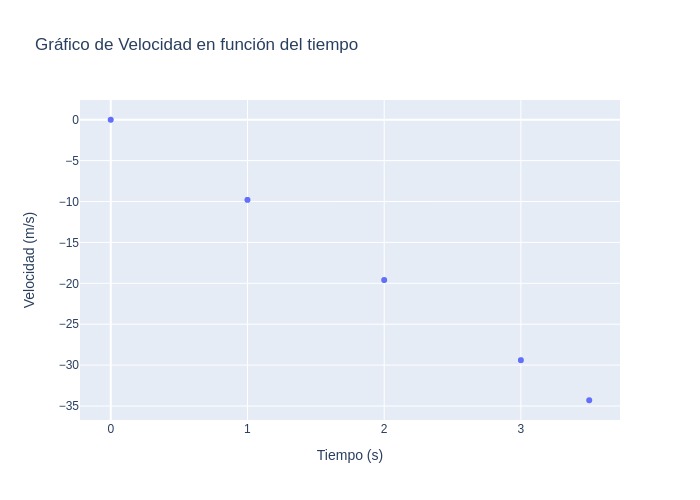 Gráfico de Velocidad en función del tiempo
0
−5
−10
−15
−20
−25
−30
−35
Velocidad (m/s)
0 1 2 3
Tiempo (s)